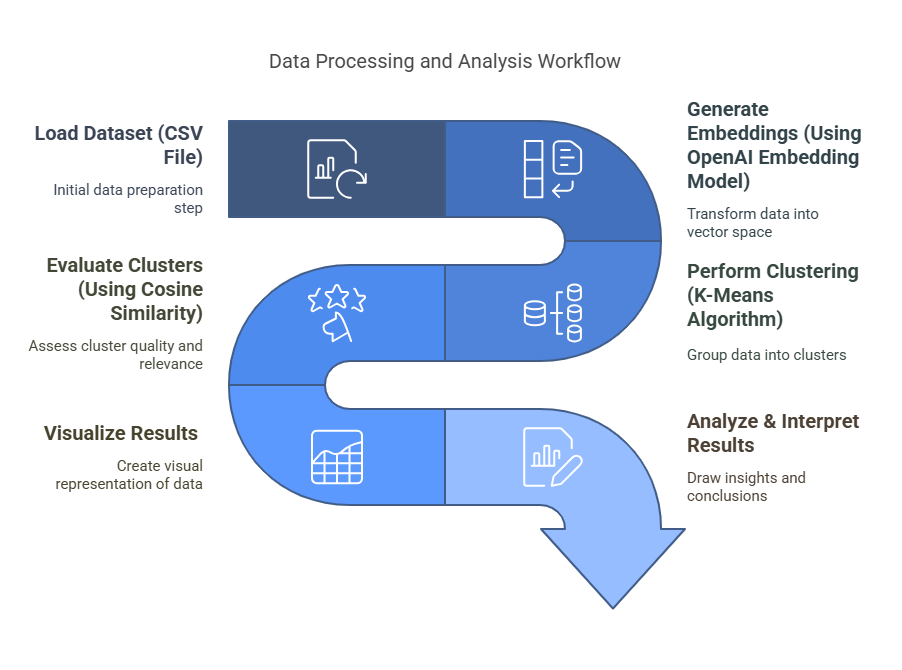 Data Processing and Analysis Workflow
Load Dataset (CSV
File)
Initial data preparation
step
Generate
Embeddings (Using
OpenAI Embedding
Model)
Transform data into
vector space
Perform Clustering
(K-Means
Algorithm)
Group data into clusters
Evaluate Clusters
(Using Cosine
Similarity)
Assess cluster quality and
relevance
Visualize Results
Create visual
representation of data
Analyze & Interpret
Results
Draw insights and
conclusions